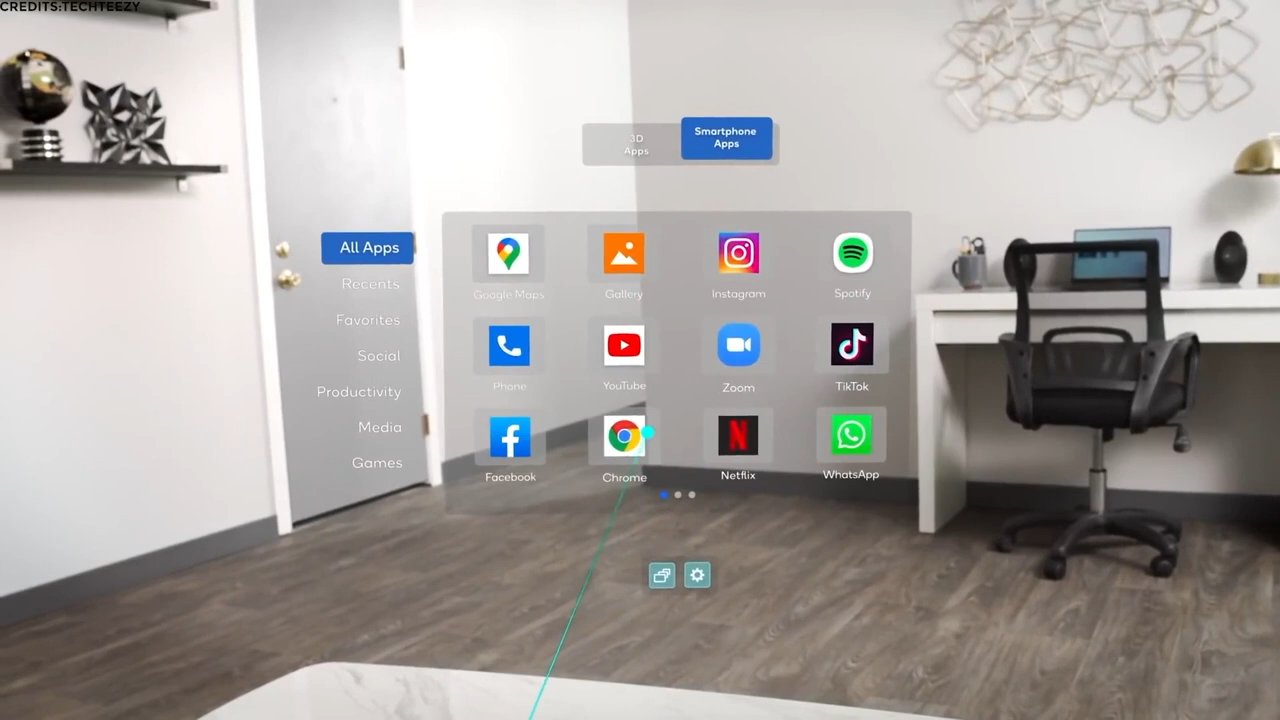 CREDITS:TECHTEEZY
3D
Apps
Smartphone
Apps
All Apps
Recents
Favorites
Social
Productivity
Media
Games
Google Maps
Gallery
Instagram
Spotify
Phone
YouTube
Zoom
TikTok
Facebook
Chrome
Netflix
WhatsApp